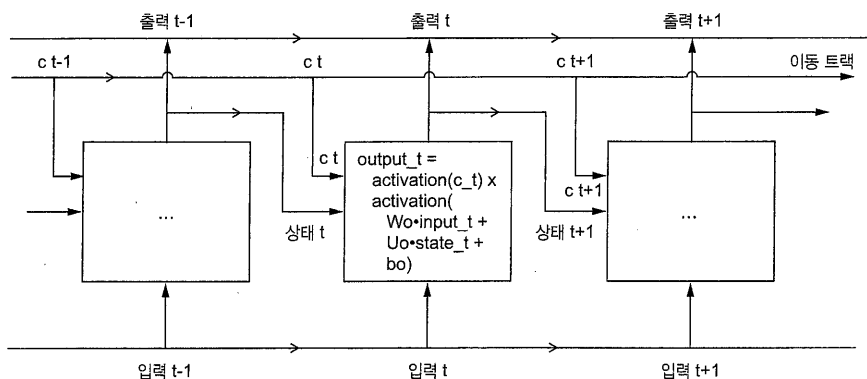 출력 t-1
출력 t
출력 t+1
c t-1
c t
c t+1
이동 트랙
...
c t
output_t =
activation(c_t) x
activation(
Wo•input_t +
Uo•state_t +
bo)
c t+1
...
상태 t
상태 t+1
입력 t-1
입력 t
입력 t+1